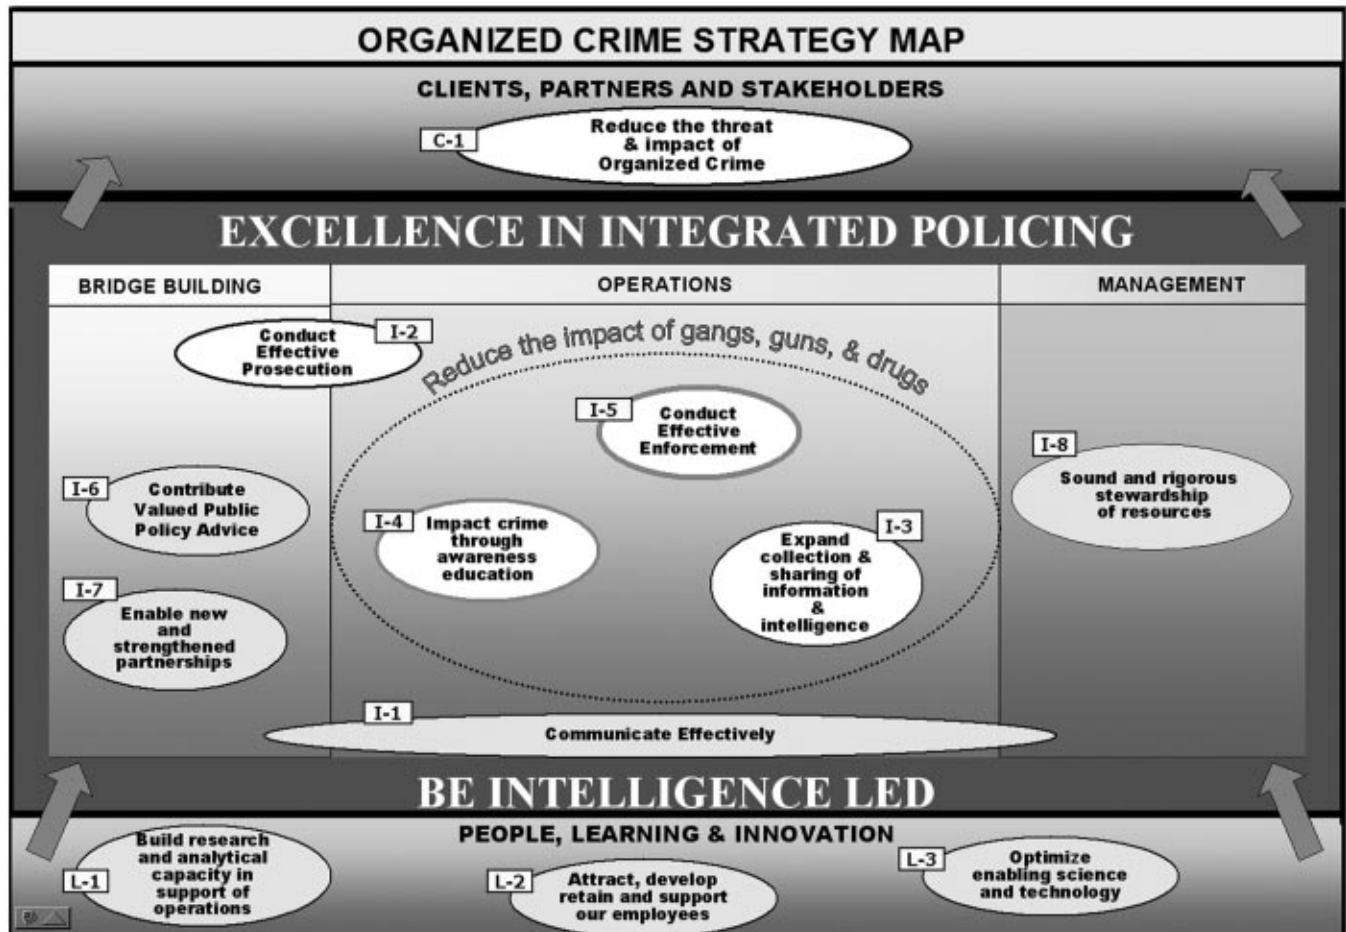 ORGANIZED CRIME STRATEGY MAP
CLIENTS, PARTNERS AND STAKEHOLDERS
C-1
Reduce the threat
& impact of
Organized Crime
EXCELLENCE IN INTEGRATED POLICING
BRIDGE BUILDING
OPERATIONS
MANAGEMENT
I-2
Conduct
Effective
Prosecution
Reduce the impact of gangs, guns, & drugs
I-5
Conduct
Effective
Enforcement
I-8
Sound and rigorous
stewardship
of resources
I-6
Contribute
Valued Public
Policy Advice
I-4
Impact crime
through
awareness
education
I-3
Expand
collection &
sharing of
information
&
intelligence
I-7
Enable new
and
strengthened
partnerships
I-1
Communicate Effectively
BE INTELLIGENCE LED
PEOPLE, LEARNING & INNOVATION
L-1
Build research
and analytical
capacity in
support of
operations
L-2
Attract, develop
retain and support
our employees
L-3
Optimize
enabling science
and technology